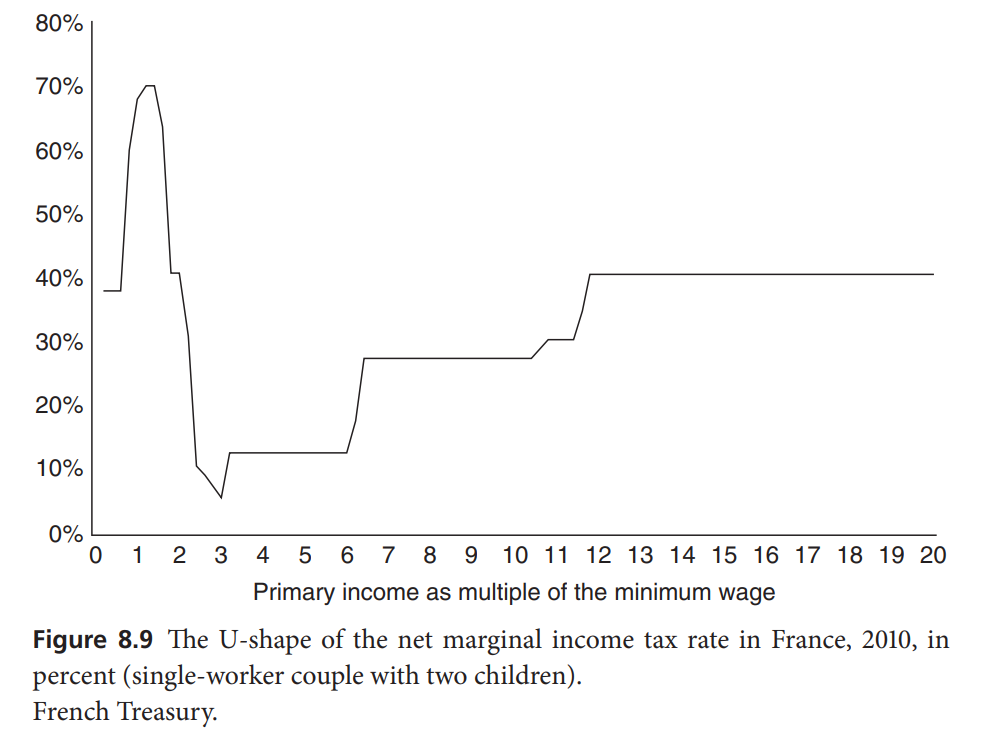 80%
70%
60%
50%
40%
30%
20%
10%
0%
0 1 2 3 4 5 6 7 8 9 10 11 12 13 14 15 16 17 18 19 20
Primary income as multiple of the minimum wage
Figure 8.9 The U-shape of the net marginal income tax rate in France, 2010, in
percent (single-worker couple with two children).
French Treasury.